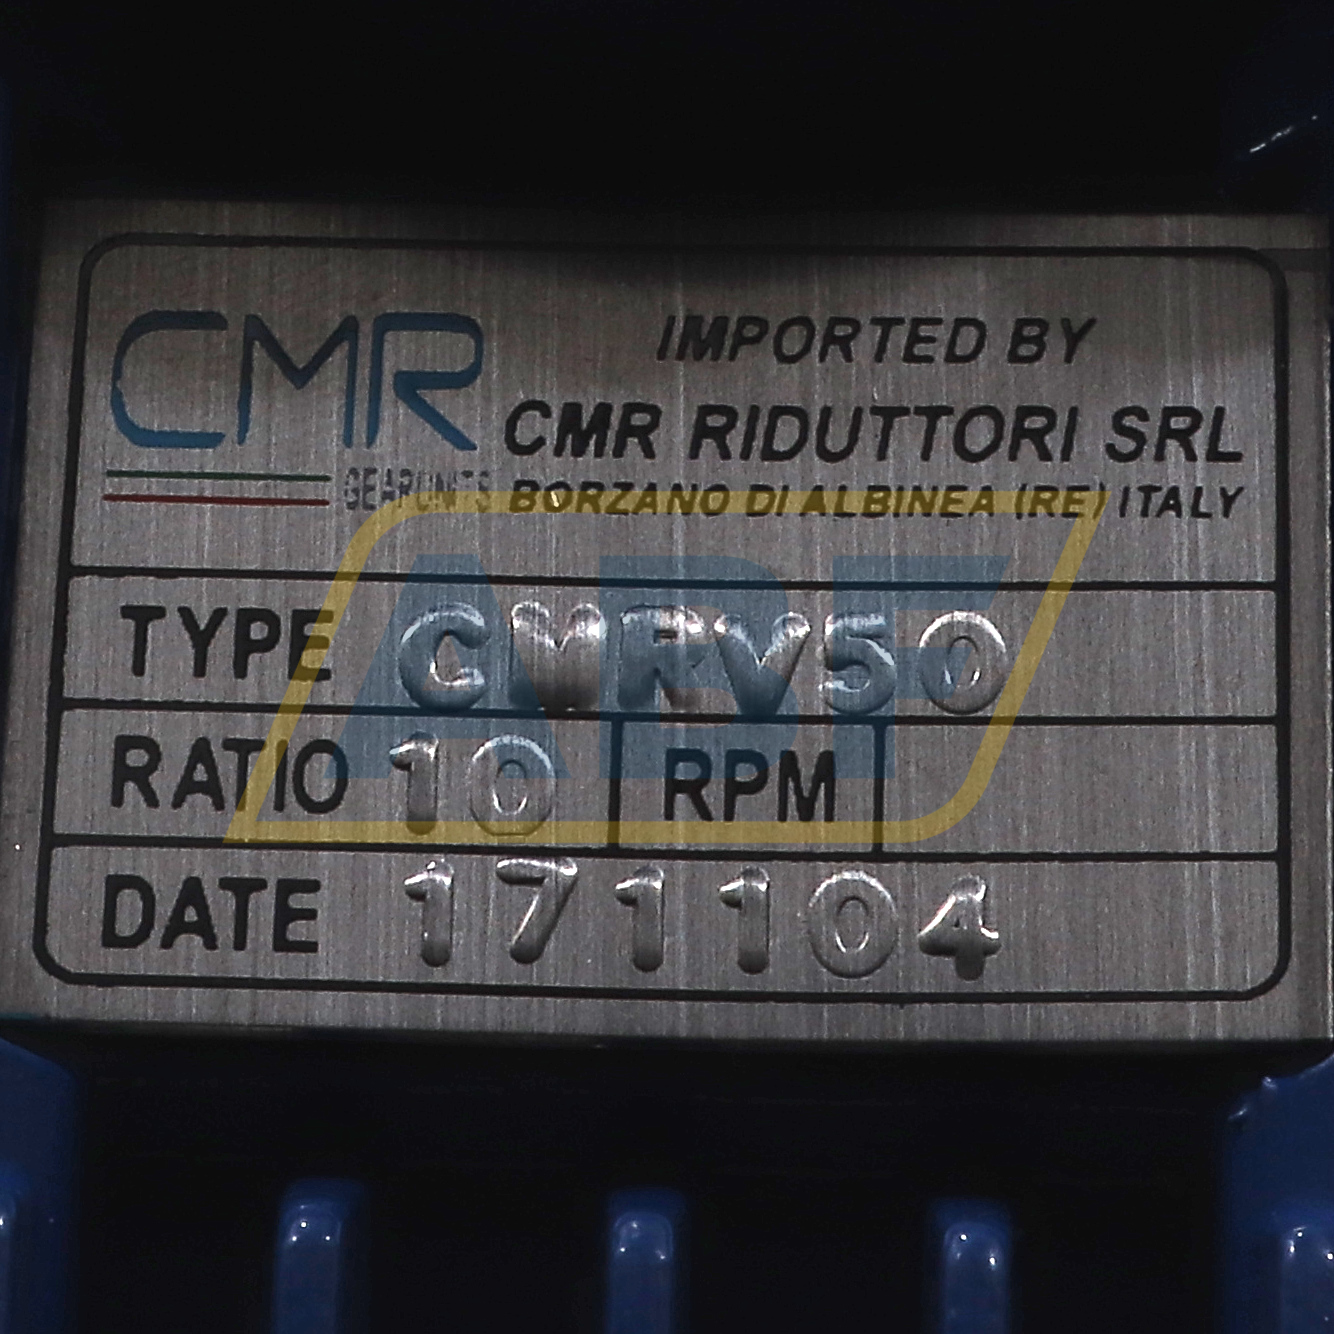 CMR
GEARUNITS
IMPORTED BY
CMR RIDUTTORI SRL
BORZANO DI ALBINEA (RE) ITALY
TYPE CMRV50
RATIO 10 RPM
DATE 171104
ABF